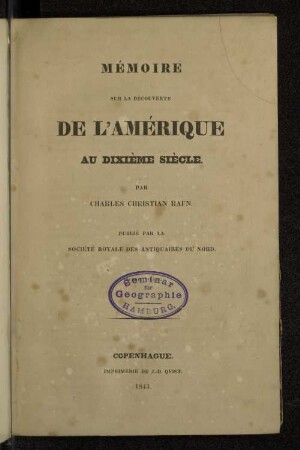 MÉMOIRE
SUR LA DÉCOUVERTE
DE L'AMÉRIQUE
AU DIXIÈME SIÈCLE.
PAR
CHARLES CHRISTIAN RAFN.
PUBLIÉ PAR LA
SOCIÉTÉ ROYALE DES ANTIQUAIRES DU NORD.
Seminar
für
Geographie
HAMBURG.
COPENHAGUE.
IMPRIMERIE DE J.-D. QVIST.
1843.